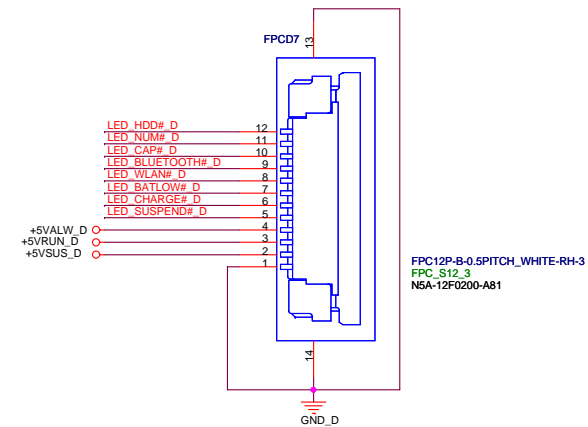 FPCD7
13
LED_HDD#_D
12
LED_NUM#_D
11
LED_CAP#_D
10
LED_BLUETOOTH#_D
9
LED_WLAN#_D
8
LED_BATLOW#_D
7
LED_CHARGE#_D
6
LED_SUSPEND#_D
5
+5VALW_D
4
+5VRUN_D
3
+5VSUS_D
2
1
FPC12P-B-0.5PITCH_WHITE-RH-3
FPC_S12_3
N5A-12F0200-A81
14
GND_D